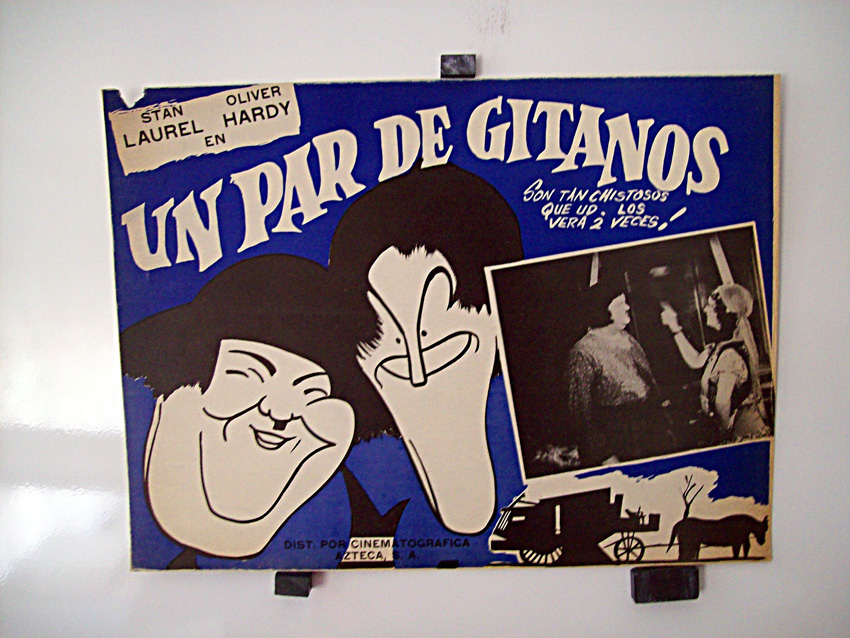 STAN OLIVER
LAUREL HARDY
EN
UN PAR DE GITANOS
SON TAN CHISTOSOS
QUE UD. LOS
VERA 2 VECES!
DIST. POR CINEMATOGRAFICA
AZTECA, S. A.